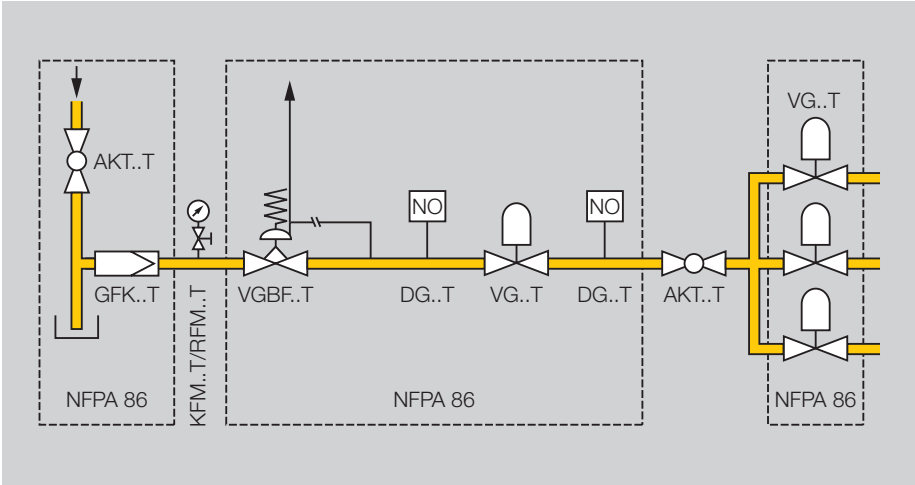 VG..T
AKT..T
NO
NO
GFK..T
KFM..T/RFM..T
VGBF..T
DG..T
VG..T
DG..T
AKT..T
NFPA 86
NFPA 86
NFPA 86